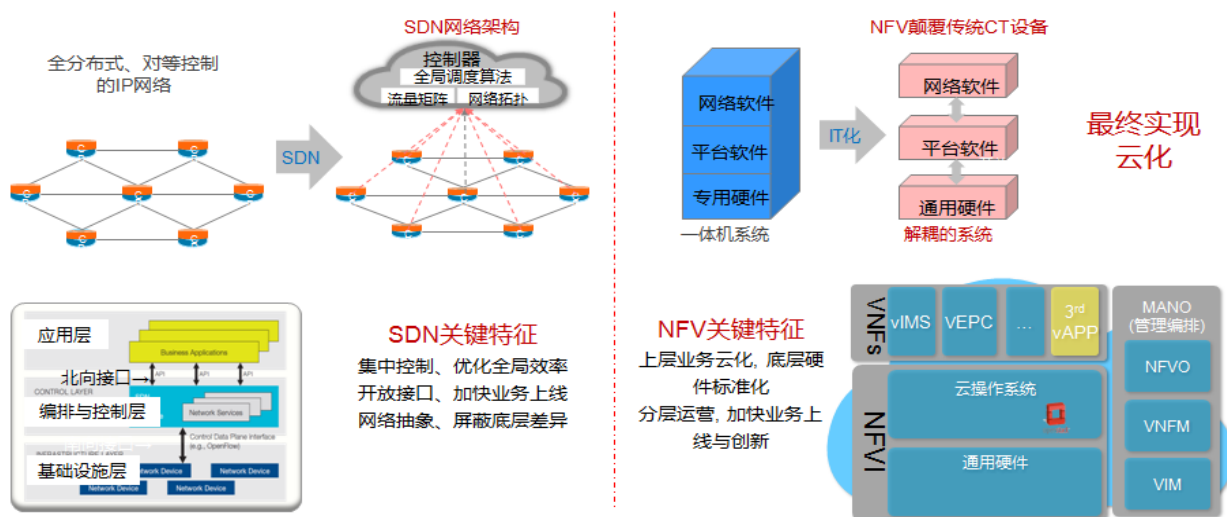 SDN网络架构
全分布式、对等控制
的IP网络
控制器
全局调度算法
流量矩阵
网络拓扑
SDN
应用层
Business Applications
北向接口→
API
API
API
CONTROL LAYER
编排与控制层
Network Services
Control Data Plane Interface
(e.g., OpenFlow)
INFRASTRUCTURE LAYER
基础设施层
Network Device
Network Device
Network Device
Network Device
SDN关键特征
集中控制、优化全局效率
开放接口、加快业务上线
网络抽象、屏蔽底层差异
NFV颠覆传统CT设备
网络软件
平台软件
专用硬件
一体机系统
IT化
网络软件
平台软件
通用硬件
解耦的系统
最终实现
云化
NFV关键特征
上层业务云化, 底层硬
件标准化
分层运营, 加快业务上
线与创新
VNFs
vIMS
vEPC
...
3rd
vAPP
NFVI
云操作系统
通用硬件
MANO
(管理编排)
NFVO
VNFM
VIM